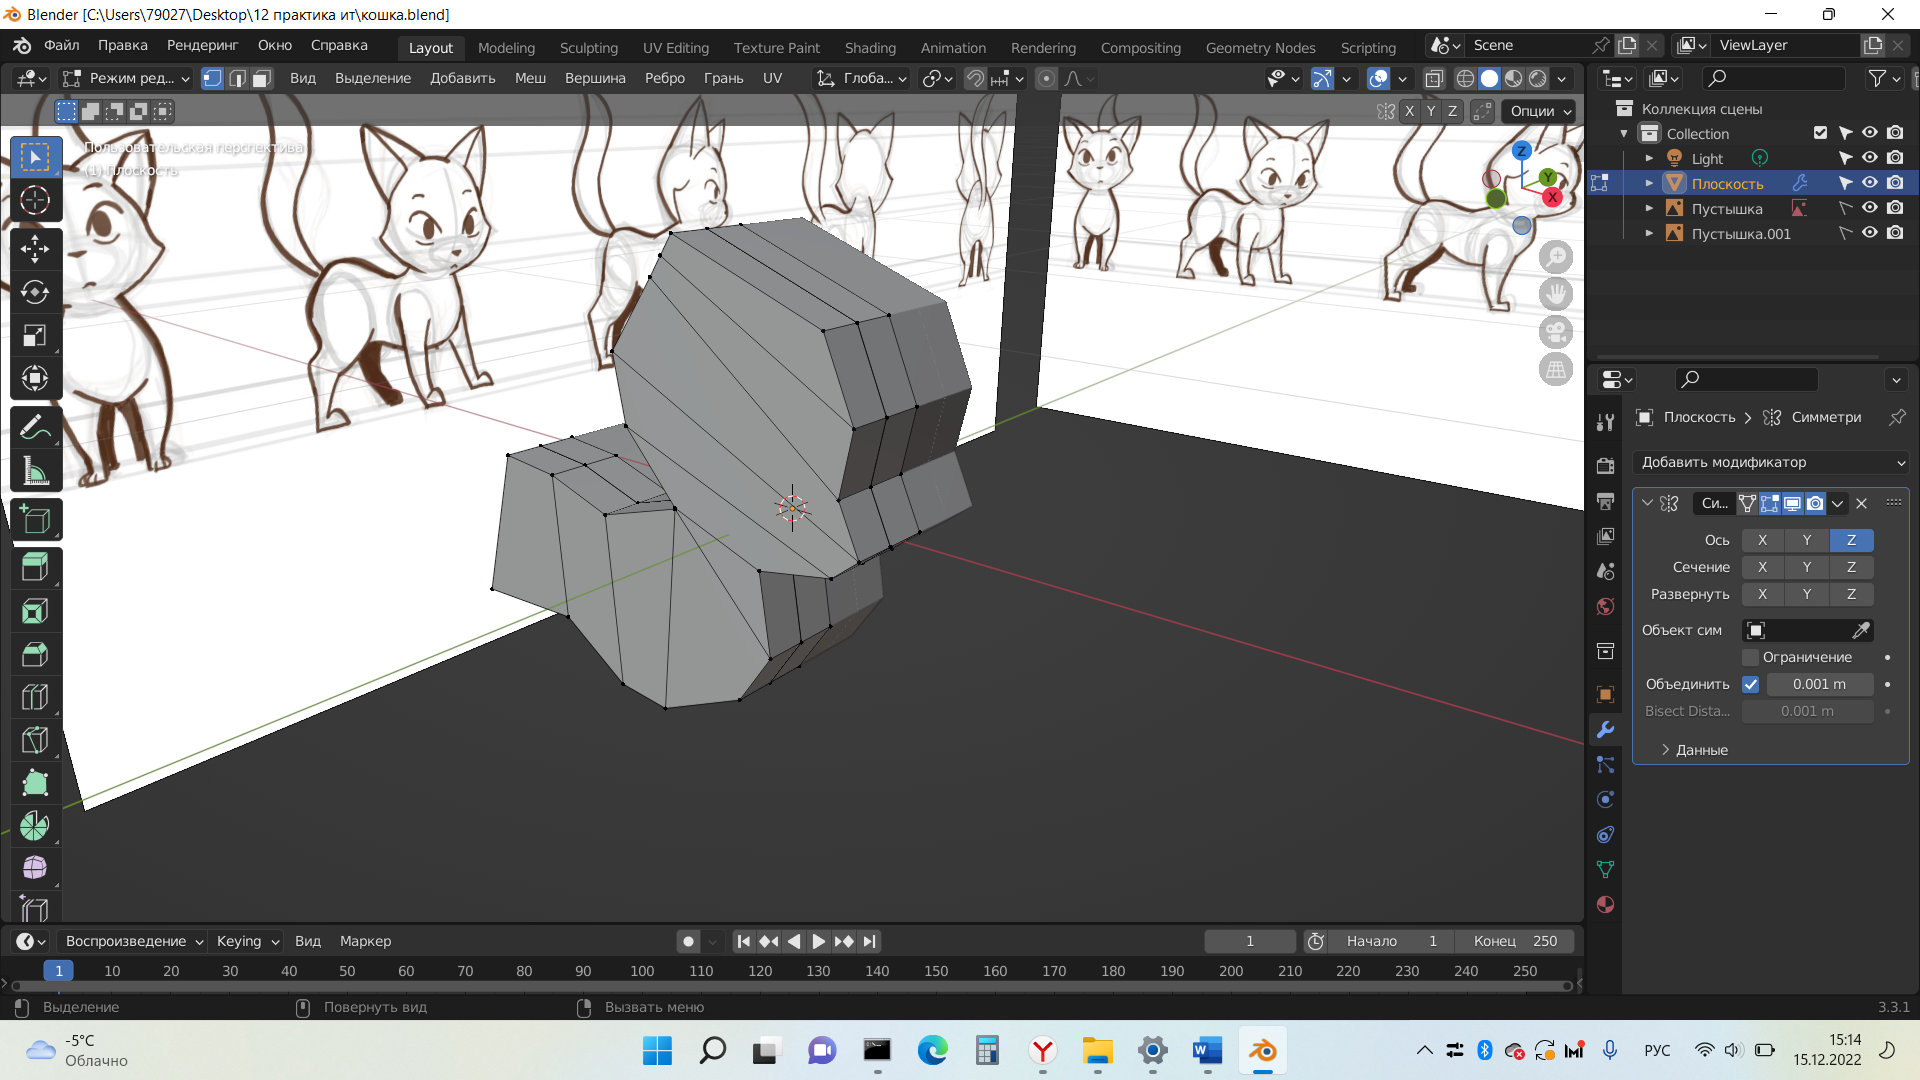 Blender [C:\Users\79027\Desktop\12 практика ит\кошка.blend]
Файл Правка Рендеринг Окно Справка
Layout Modeling Sculpting UV Editing Texture Paint Shading Animation Rendering Compositing Geometry Nodes Scripting
Scene
ViewLayer
Режим ред... Вид Выделение Добавить Меш Вершина Ребро Грань UV
Глоба...
X Y Z
Опции
Пользовательская перспектива
(1) Плоскость
Z
Y
X
Коллекция сцены
Collection
Light
Плоскость
Пустышка
Пустышка.001
Плоскость Симметри
Добавить модификатор
Си...
Ось X Y Z
Сечение X Y Z
Развернуть X Y Z
Объект сим
Ограничение
Объединить 0.001 m
Bisect Dista... 0.001 m
Данные
Воспроизведение Keying Вид Маркер
1
Начало 1
Конец 250
1 10 20 30 40 50 60 70 80 90 100 110 120 130 140 150 160 170 180 190 200 210 220 230 240 250
Выделение
Повернуть вид
Вызвать меню
3.3.1
-5°C
Облачно
РУС
15:14
15.12.2022